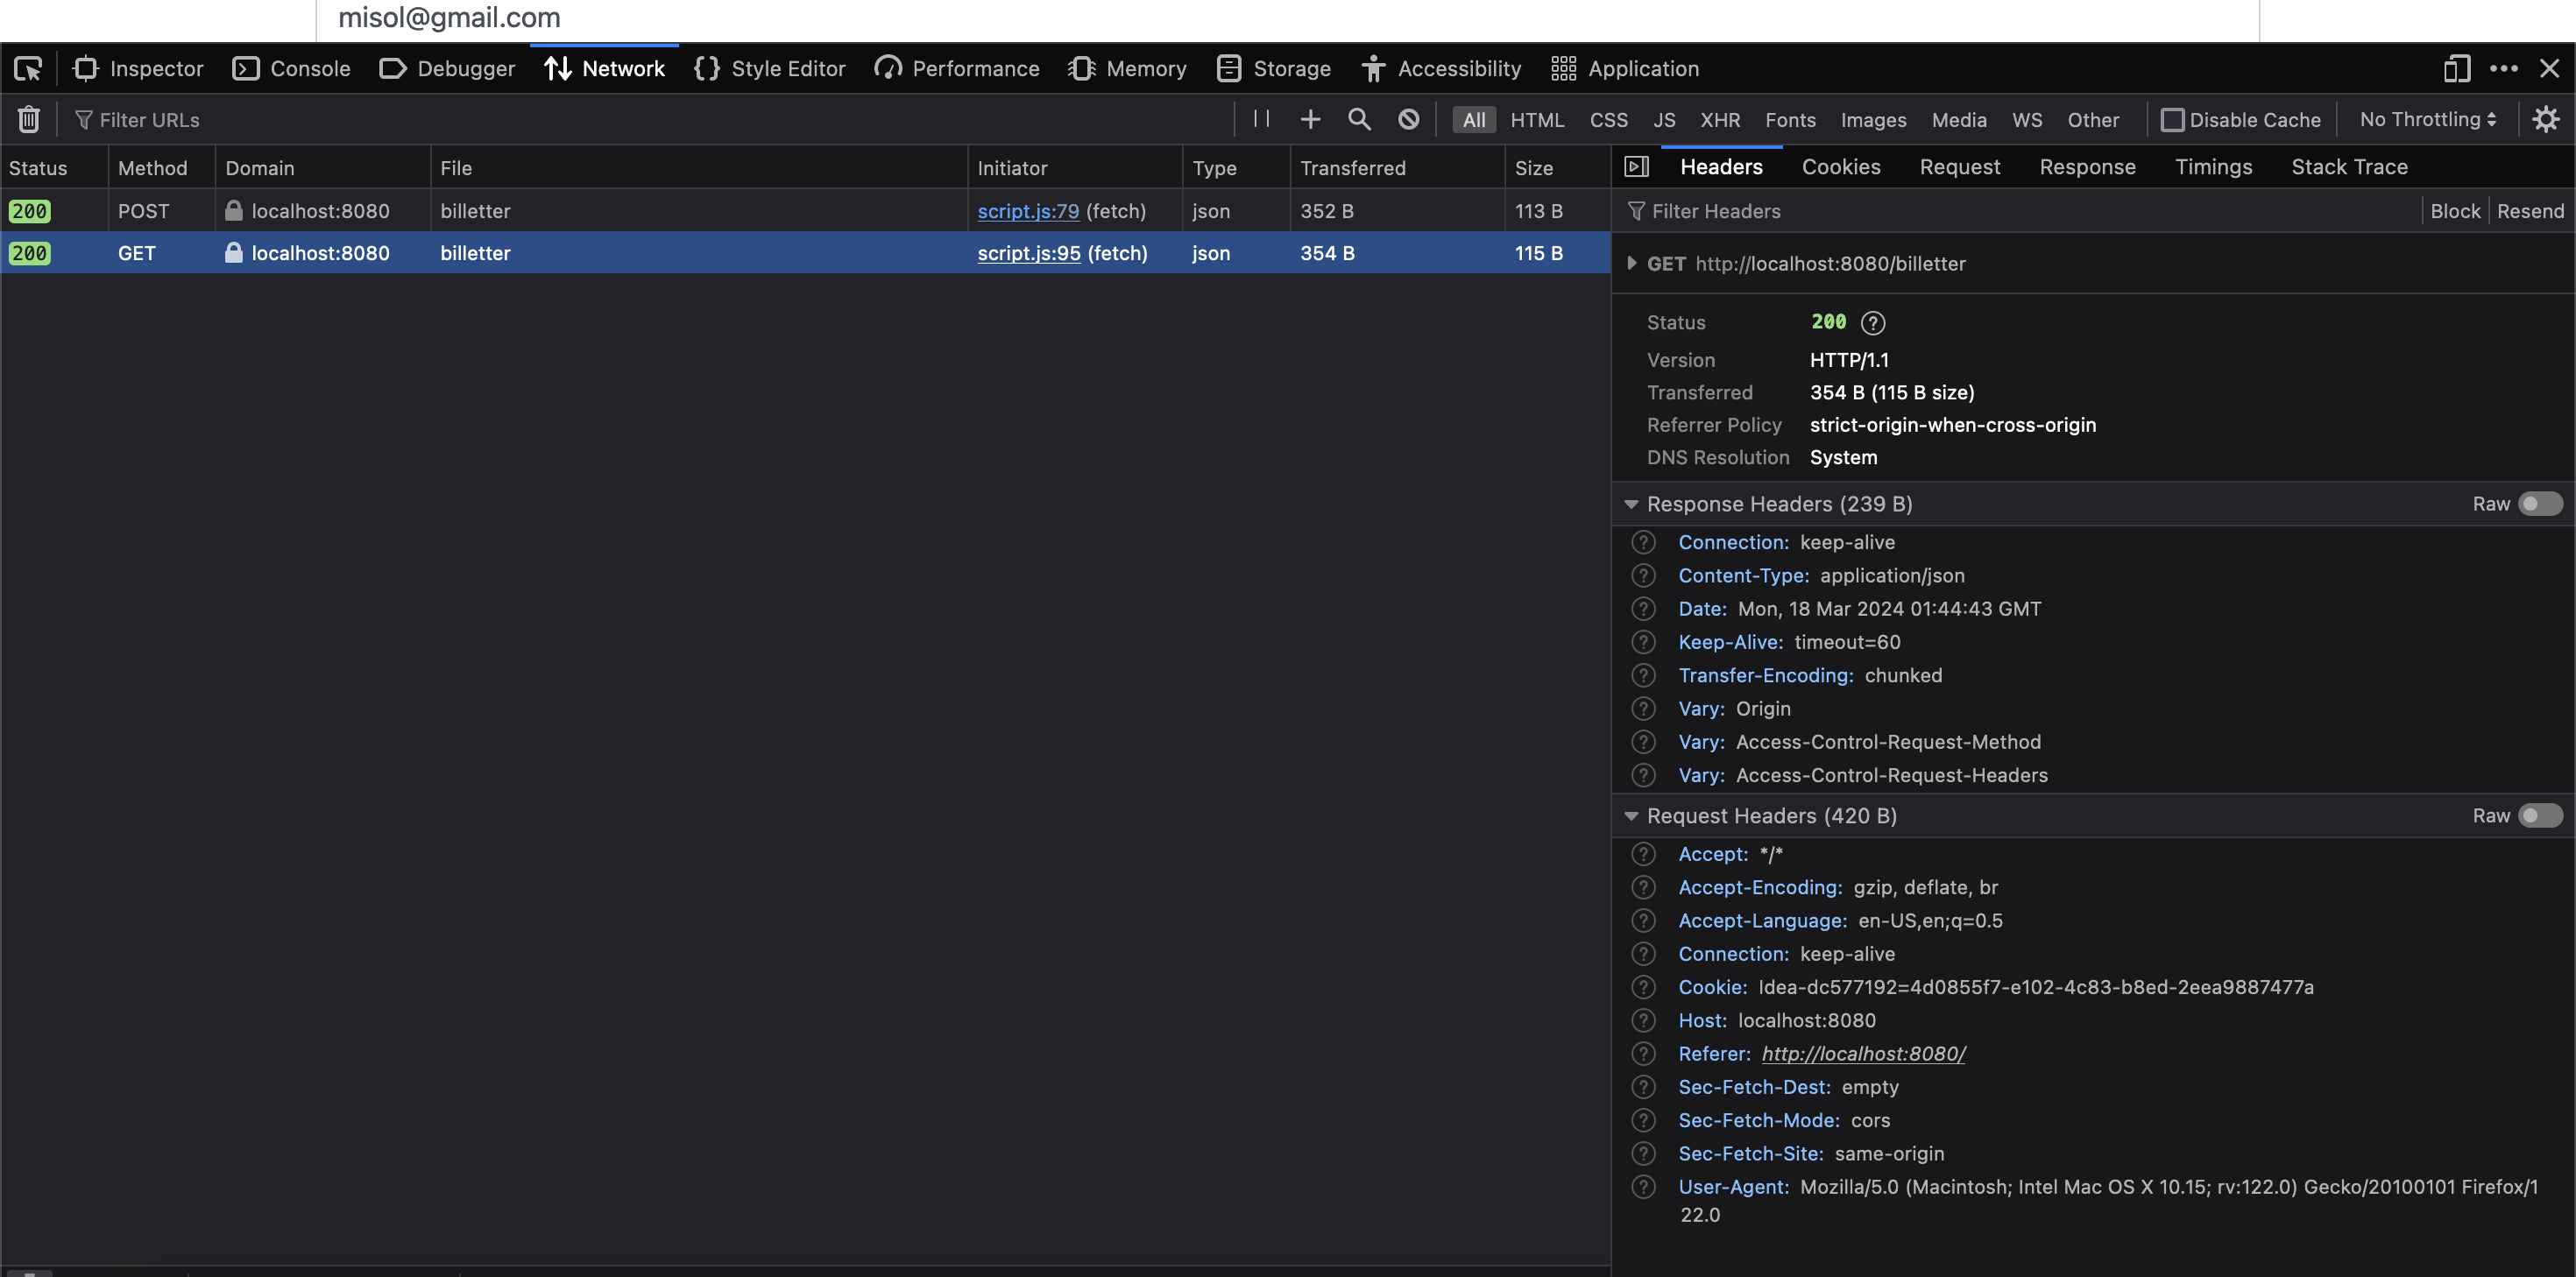 misol@gmail.com
Inspector Console Debugger Network Style Editor Performance Memory Storage Accessibility Application
Filter URLs All HTML CSS JS XHR Fonts Images Media WS Other Disable Cache No Throttling
Status Method Domain File Initiator Type Transferred Size
200 POST localhost:8080 billetter script.js:79 (fetch) json 352 B 113 B
200 GET localhost:8080 billetter script.js:95 (fetch) json 354 B 115 B
Headers Cookies Request Response Timings Stack Trace
Filter Headers Block Resend
GET http://localhost:8080/billetter
Status 200 ?
Version HTTP/1.1
Transferred 354 B (115 B size)
Referrer Policy strict-origin-when-cross-origin
DNS Resolution System
Response Headers (239 B) Raw
? Connection: keep-alive
? Content-Type: application/json
? Date: Mon, 18 Mar 2024 01:44:43 GMT
? Keep-Alive: timeout=60
? Transfer-Encoding: chunked
? Vary: Origin
? Vary: Access-Control-Request-Method
? Vary: Access-Control-Request-Headers
Request Headers (420 B) Raw
? Accept: */*
? Accept-Encoding: gzip, deflate, br
? Accept-Language: en-US,en;q=0.5
? Connection: keep-alive
? Cookie: Idea-dc577192=4d0855f7-e102-4c83-b8ed-2eea9887477a
? Host: localhost:8080
? Referer: http://localhost:8080/
? Sec-Fetch-Dest: empty
? Sec-Fetch-Mode: cors
? Sec-Fetch-Site: same-origin
? User-Agent: Mozilla/5.0 (Macintosh; Intel Mac OS X 10.15; rv:122.0) Gecko/20100101 Firefox/1
22.0